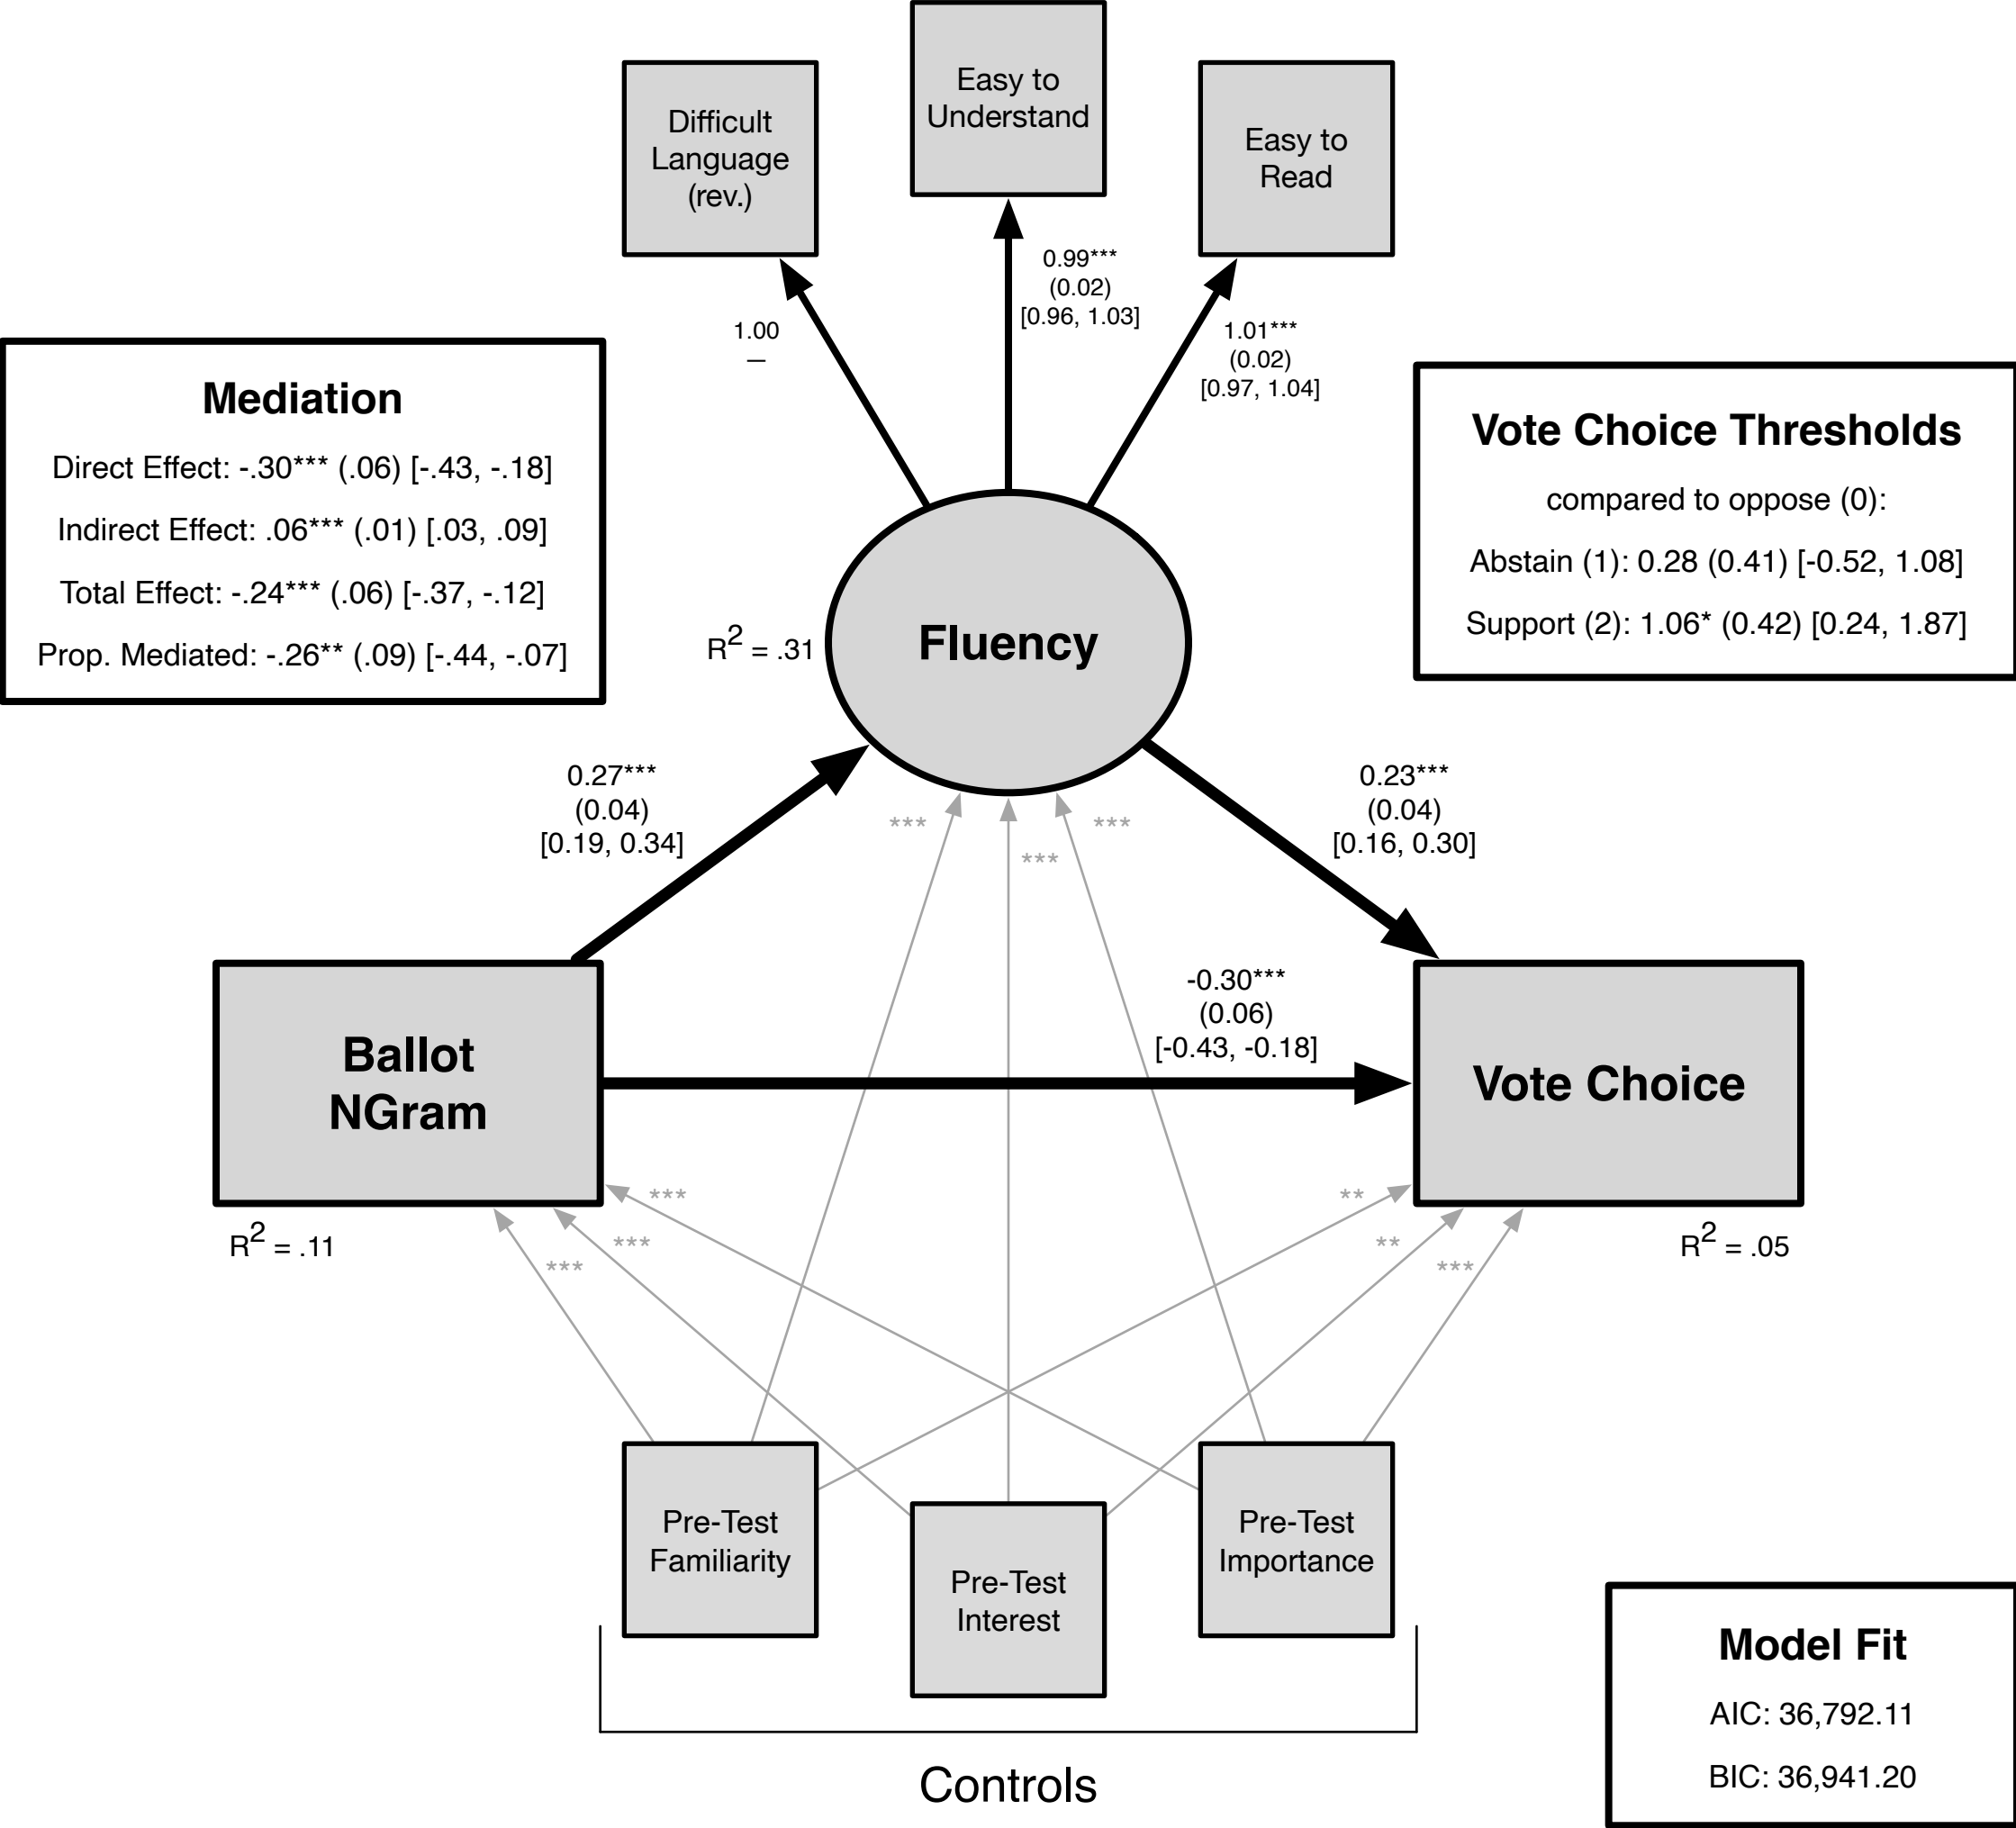 Easy to
Understand
Difficult
Language
(rev.)
Easy to
Read
0.99***
(0.02)
[0.96, 1.03]
1.00
—
1.01***
(0.02)
[0.97, 1.04]
Mediation
Direct Effect: -.30*** (.06) [-.43, -.18]
Indirect Effect: .06*** (.01) [.03, .09]
Total Effect: -.24*** (.06) [-.37, -.12]
Prop. Mediated: -.26** (.09) [-.44, -.07]
Vote Choice Thresholds
compared to oppose (0):
Abstain (1): 0.28 (0.41) [-0.52, 1.08]
Support (2): 1.06* (0.42) [0.24, 1.87]
R2 = .31
Fluency
0.27***
(0.04)
[0.19, 0.34]
0.23***
(0.04)
[0.16, 0.30]
***
***
***
-0.30***
(0.06)
[-0.43, -0.18]
Ballot
NGram
Vote Choice
***
**
R2 = .11
***
**
R2 = .05
***
***
Pre-Test
Familiarity
Pre-Test
Interest
Pre-Test
Importance
Controls
Model Fit
AIC: 36,792.11
BIC: 36,941.20